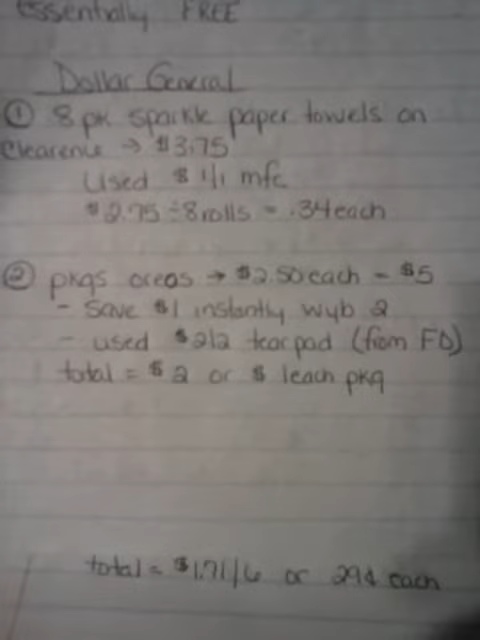 Essentially FREE
Dollar General
① 8 pk sparkle paper towels on
clearence → $3.75
used $1/1 mfc
$2.75 ÷ 8 rolls = .34 each
② pkgs oreos → $2.50 each = $5
- save $1 instantly wyb 2
- used $2/2 tearpad (from FD)
total = $2 or $1 each pkg
total = $1.71/6 or 29¢ each